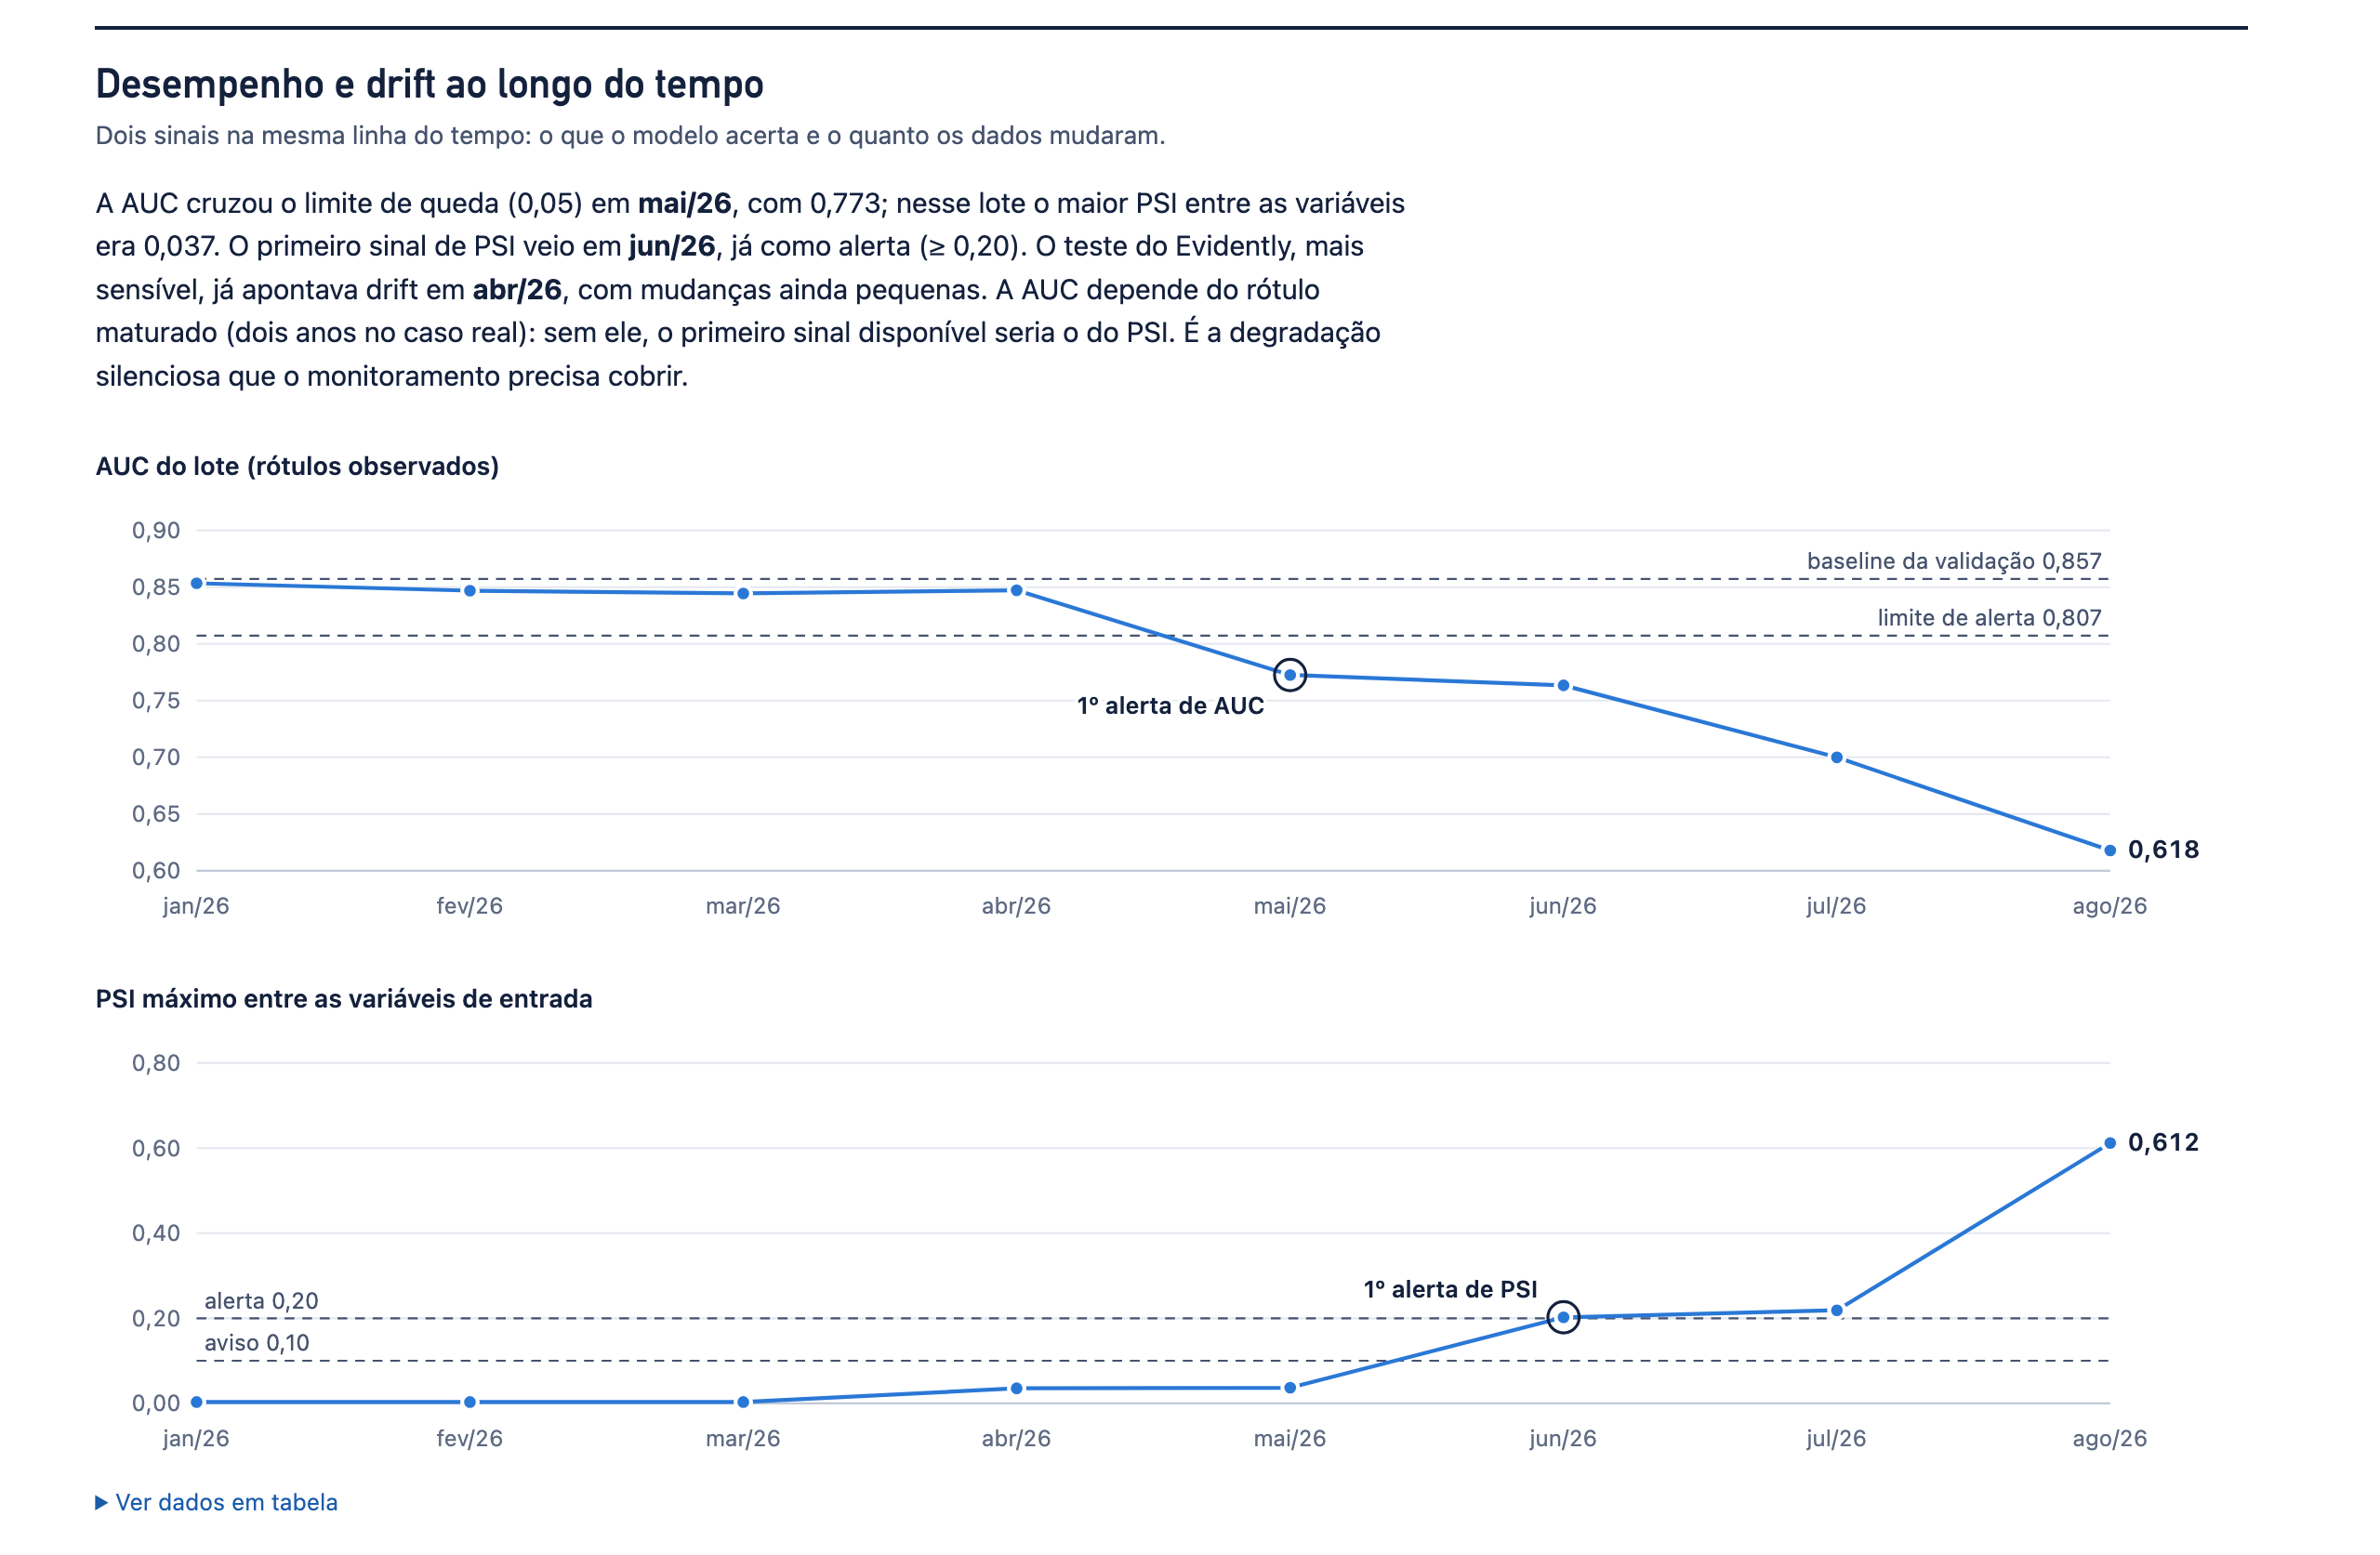 Desempenho e drift ao longo do tempo
Dois sinais na mesma linha do tempo: o que o modelo acerta e o quanto os dados mudaram.
A AUC cruzou o limite de queda (0,05) em mai/26, com 0,773; nesse lote o maior PSI entre as variáveis
era 0,037. O primeiro sinal de PSI veio em jun/26, já como alerta (≥ 0,20). O teste do Evidently, mais
sensível, já apontava drift em abr/26, com mudanças ainda pequenas. A AUC depende do rótulo
maturado (dois anos no caso real): sem ele, o primeiro sinal disponível seria o do PSI. É a degradação
silenciosa que o monitoramento precisa cobrir.
AUC do lote (rótulos observados)
0,90
baseline da validação 0,857
0,85
limite de alerta 0,807
0,80
0,75
1º alerta de AUC
0,70
0,65
0,618
0,60
jan/26 fev/26 mar/26 abr/26 mai/26 jun/26 jul/26 ago/26
PSI máximo entre as variáveis de entrada
0,80
0,60
0,612
0,40
1º alerta de PSI
alerta 0,20
0,20
aviso 0,10
0,00
jan/26 fev/26 mar/26 abr/26 mai/26 jun/26 jul/26 ago/26
Ver dados em tabela